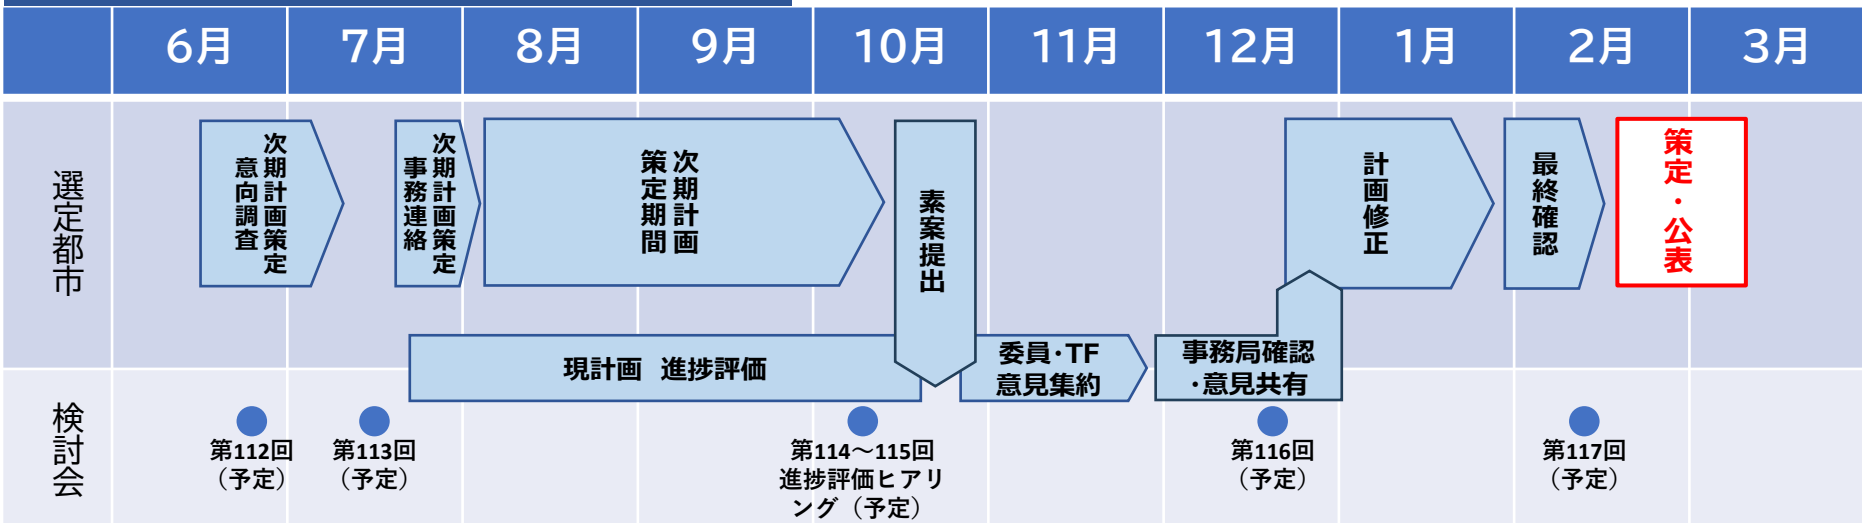 6月
7月
8月
9月
10月
11月
12月
1月
2月
3月
選定都市
次期計画策定
意向調査
次期計画策定
事務連絡
次期計画
策定期間
素案提出
計画修正
最終確認
策定・公表
現計画 進捗評価
委員・TF
意見集約
事務局確認
・意見共有
検討会
第112回
（予定）
第113回
（予定）
第114～115回
進捗評価ヒアリ
ング（予定）
第116回
（予定）
第117回
（予定）